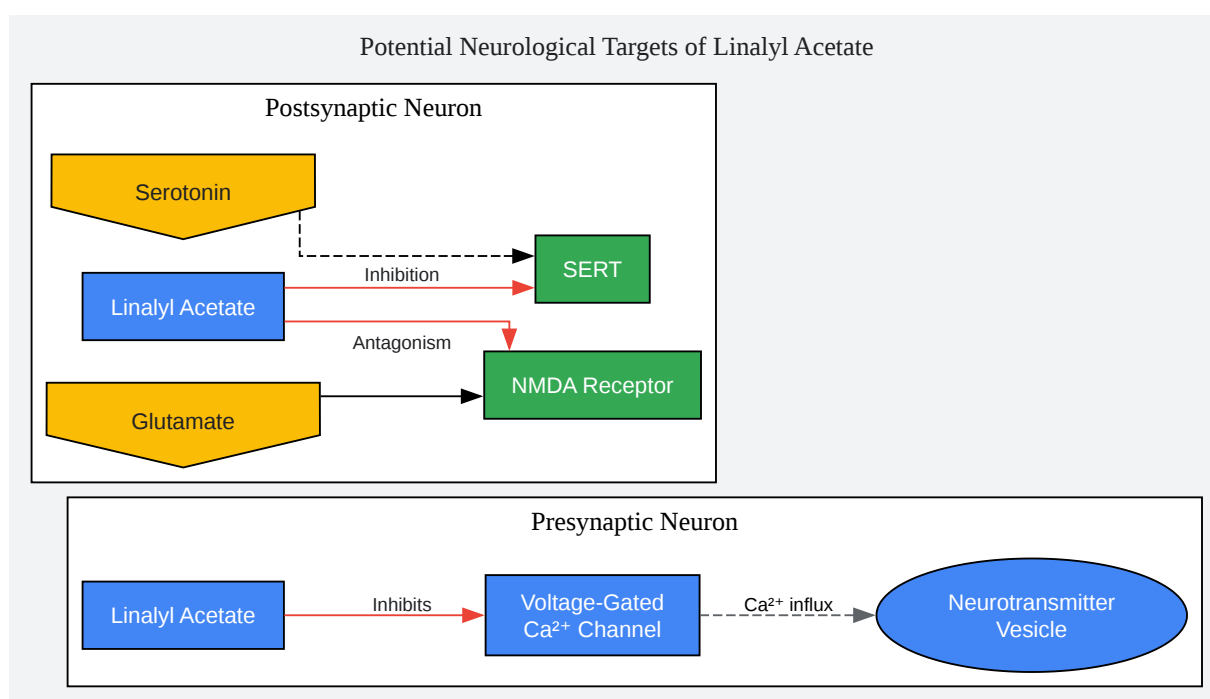 Potential Neurological Targets of Linalyl Acetate
Postsynaptic Neuron
Serotonin
SERT
Inhibition
Linalyl Acetate
Antagonism
NMDA Receptor
Glutamate
Presynaptic Neuron
Linalyl Acetate
Inhibits
Voltage-Gated
Ca²⁺ Channel
Ca²⁺ influx
Neurotransmitter
Vesicle